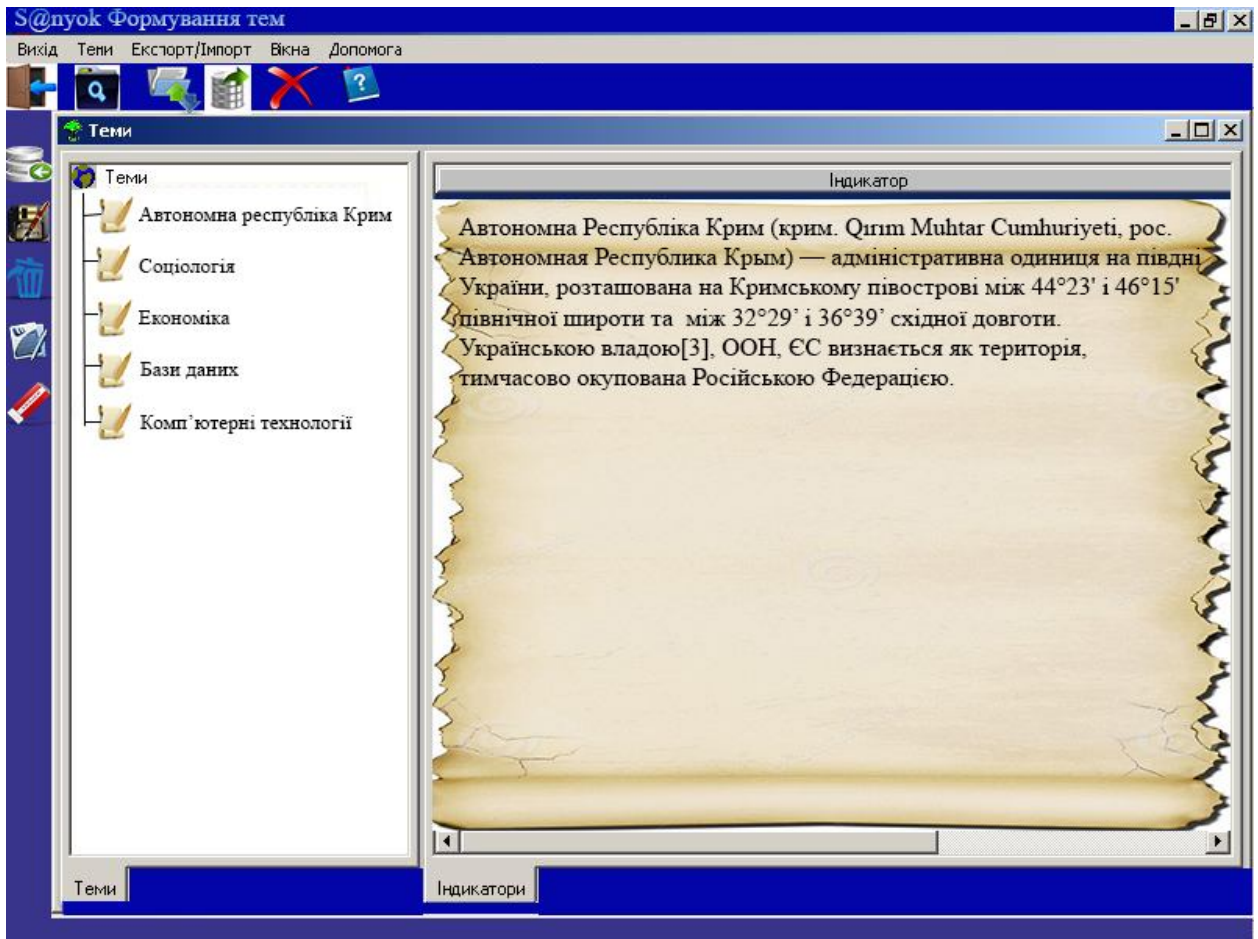 S@nyok Формування тем
Вихід Теми Експорт/Імпорт Вікна Допомога
Теми
Теми
Автономна республіка Крим
Соціологія
Економіка
Бази даних
Комп’ютерні технології
Індикатор
Автономна Республіка Крим (крим. Qırım Muhtar Cumhuriyeti, рос.
Автономная Республика Крым) — адміністративна одиниця на півдні
України, розташована на Кримському півострові між 44°23' і 46°15'
північної широти та між 32°29’ і 36°39’ східної довготи.
Українською владою[3], ООН, ЄС визнається як територія,
тимчасово окупована Російською Федерацією.
Теми
Індикатори